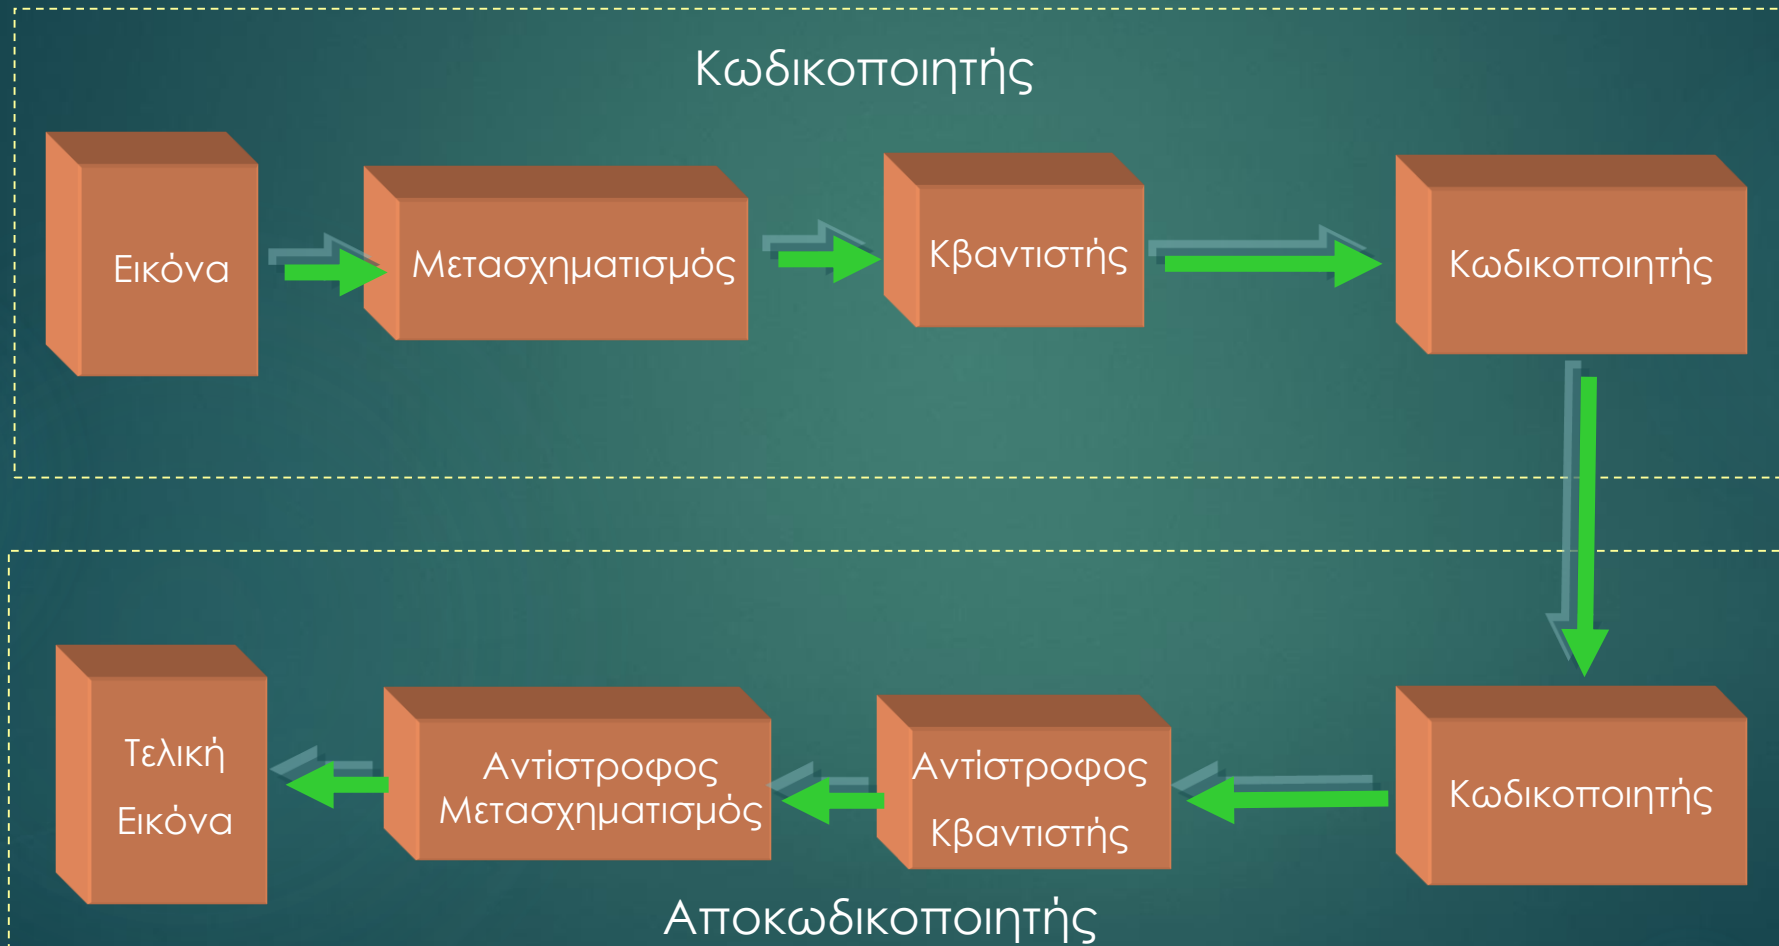 Κωδικοποιητής
Εικόνα
Μετασχηματισμός
Κβαντιστής
Κωδικοποιητής
Τελική
Εικόνα
Αντίστροφος
Μετασχηματισμός
Αντίστροφος
Κβαντιστής
Κωδικοποιητής
Αποκωδικοποιητής